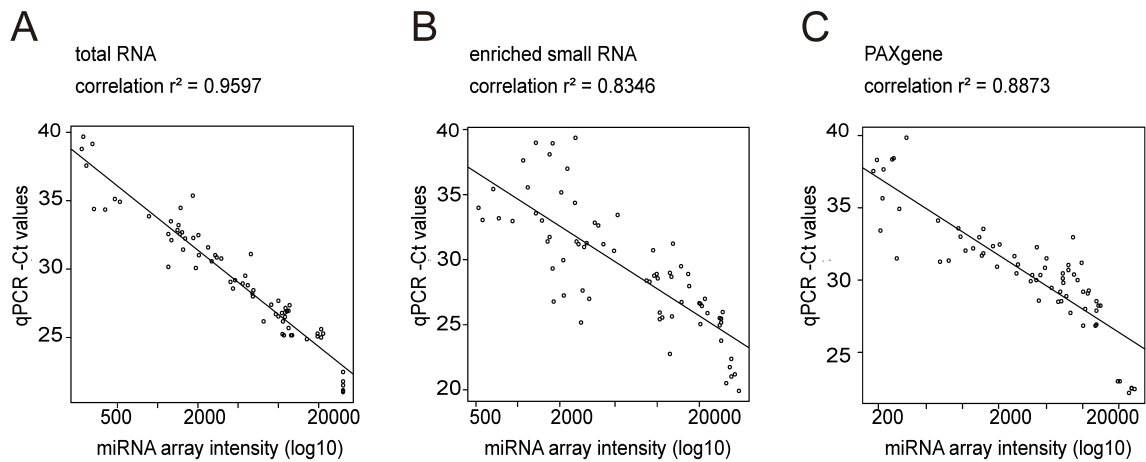 A
total RNA
correlation r² = 0.9597
qPCR -Ct values
40
35
30
25
500
2000
20000
miRNA array intensity (log10)
B
enriched small RNA
correlation r² = 0.8346
qPCR -Ct values
40
35
30
25
20
500
2000
20000
miRNA array intensity (log10)
C
PAXgene
correlation r² = 0.8873
qPCR -Ct values
40
35
30
25
200
2000
20000
miRNA array intensity (log10)